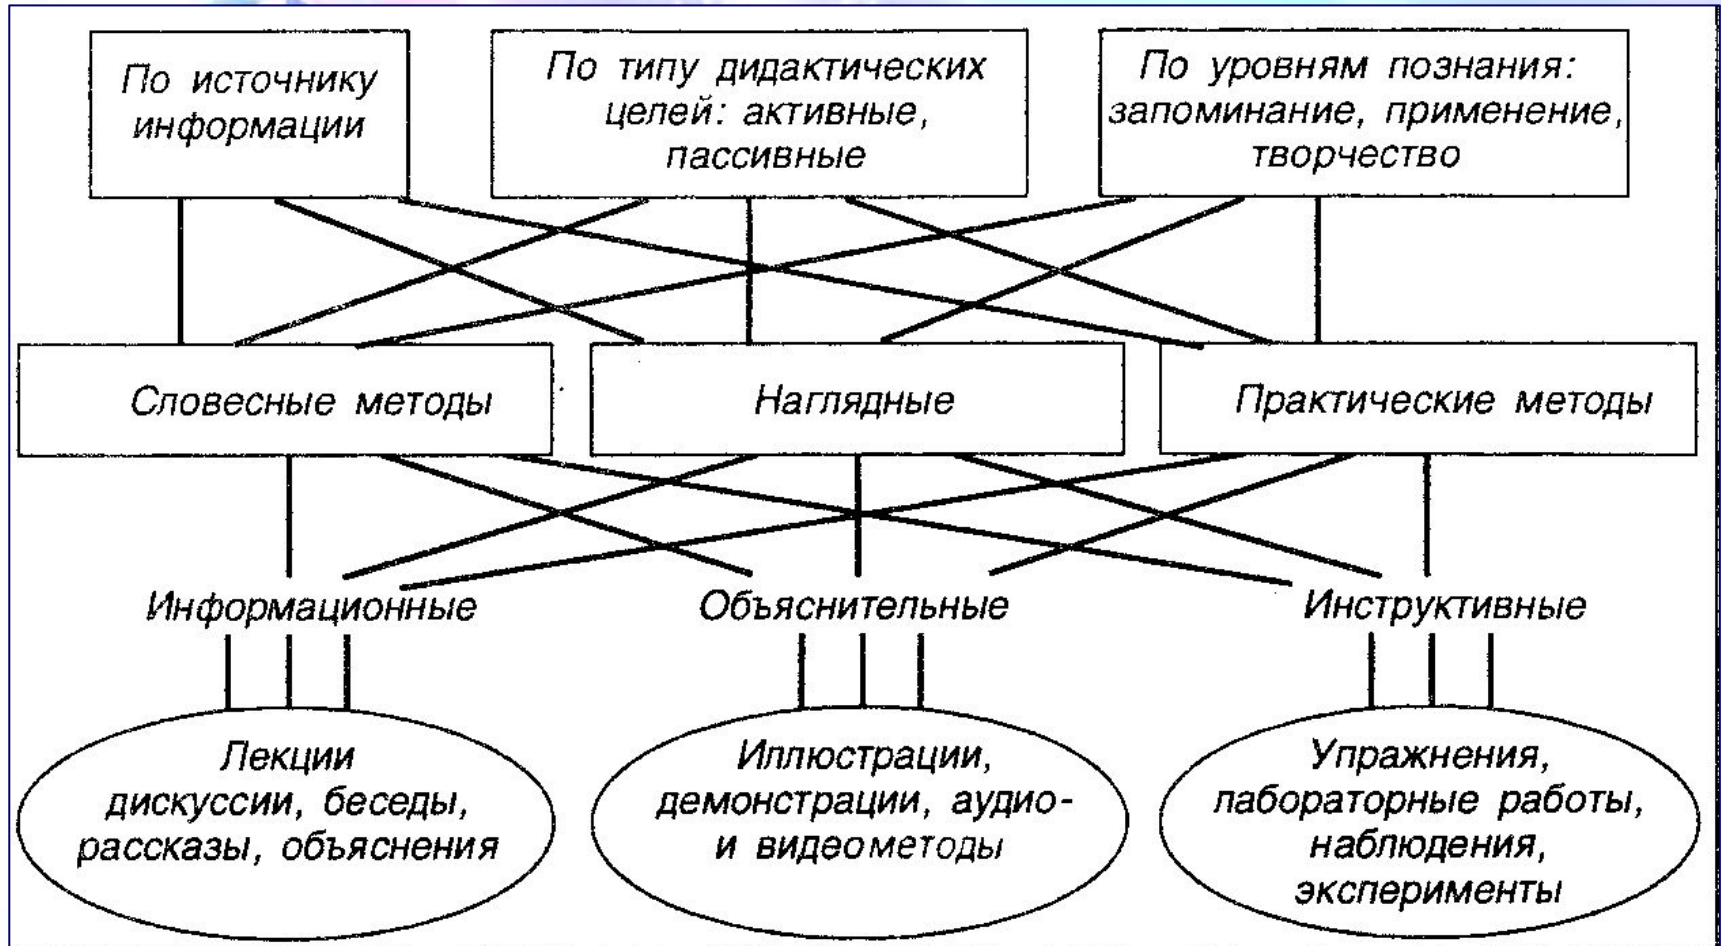 По источнику
информации
По типу дидактических
целей: активные,
пассивные
По уровням познания:
запоминание, применение,
творчество
Словесные методы
Наглядные
Практические методы
Информационные
Объяснительные
Инструктивные
Лекции
дискуссии, беседы,
рассказы, объяснения
Иллюстрации,
демонстрации, аудио-
и видеометоды
Упражнения,
лабораторные работы,
наблюдения,
эксперименты